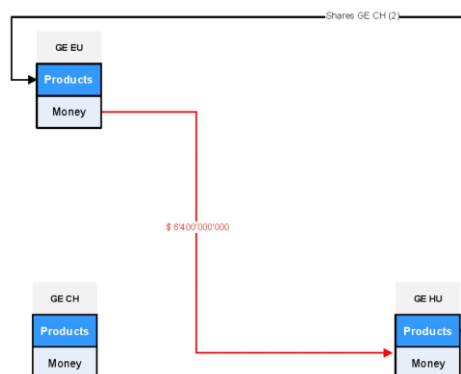 Shares GE CH (2)
GE EU
Products
Money
$ 6'400'000'000
GE CH
GE HU
Products
Products
Money
Money